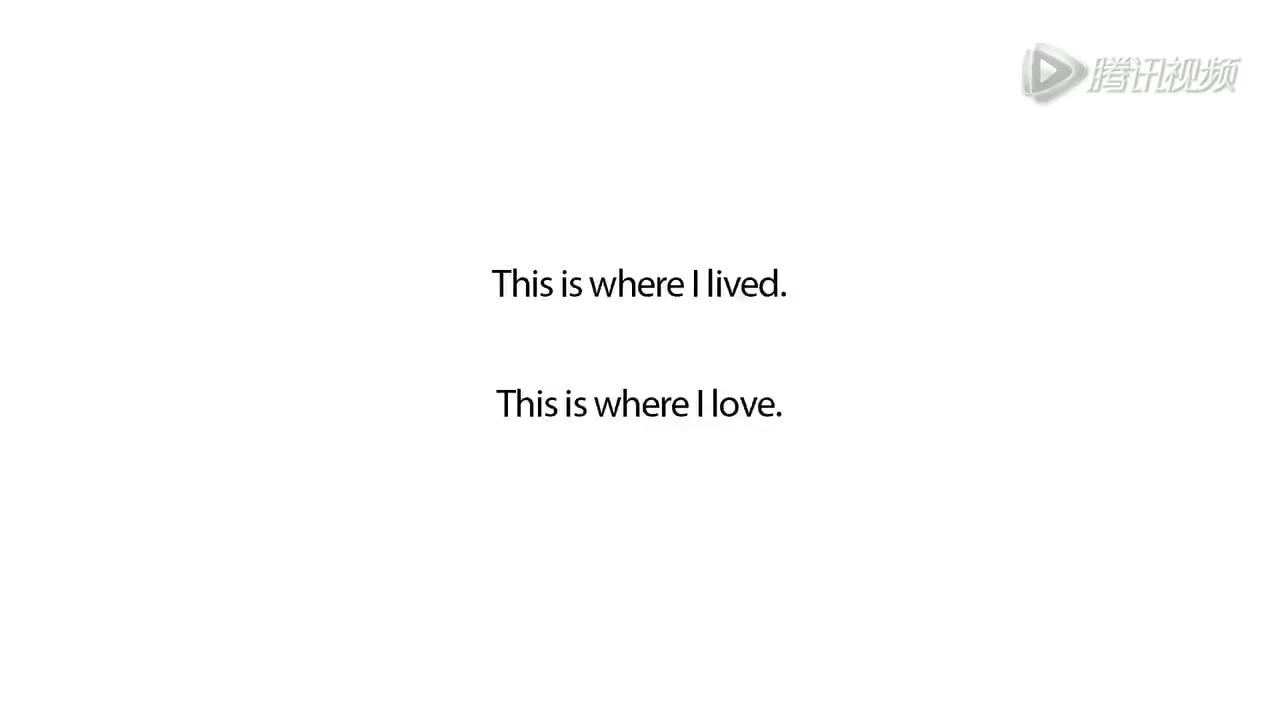 腾讯视频
This is where I lived.
This is where I love.